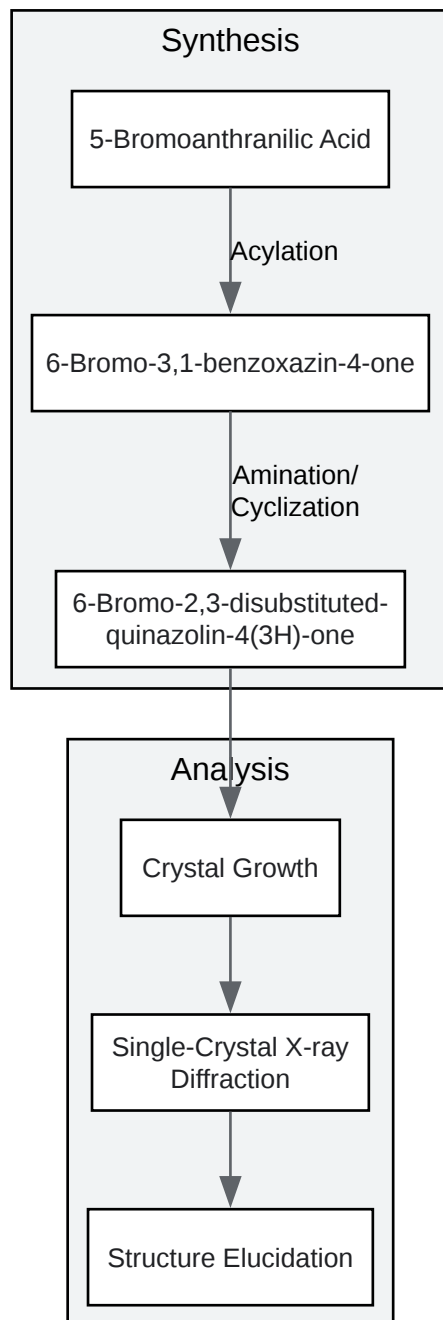 Synthesis
5-Bromoanthranilic Acid
Acylation
6-Bromo-3,1-benzoxazin-4-one
Amination/
Cyclization
6-Bromo-2,3-disubstituted-
quinazolin-4(3H)-one
Analysis
Crystal Growth
Single-Crystal X-ray
Diffraction
Structure Elucidation